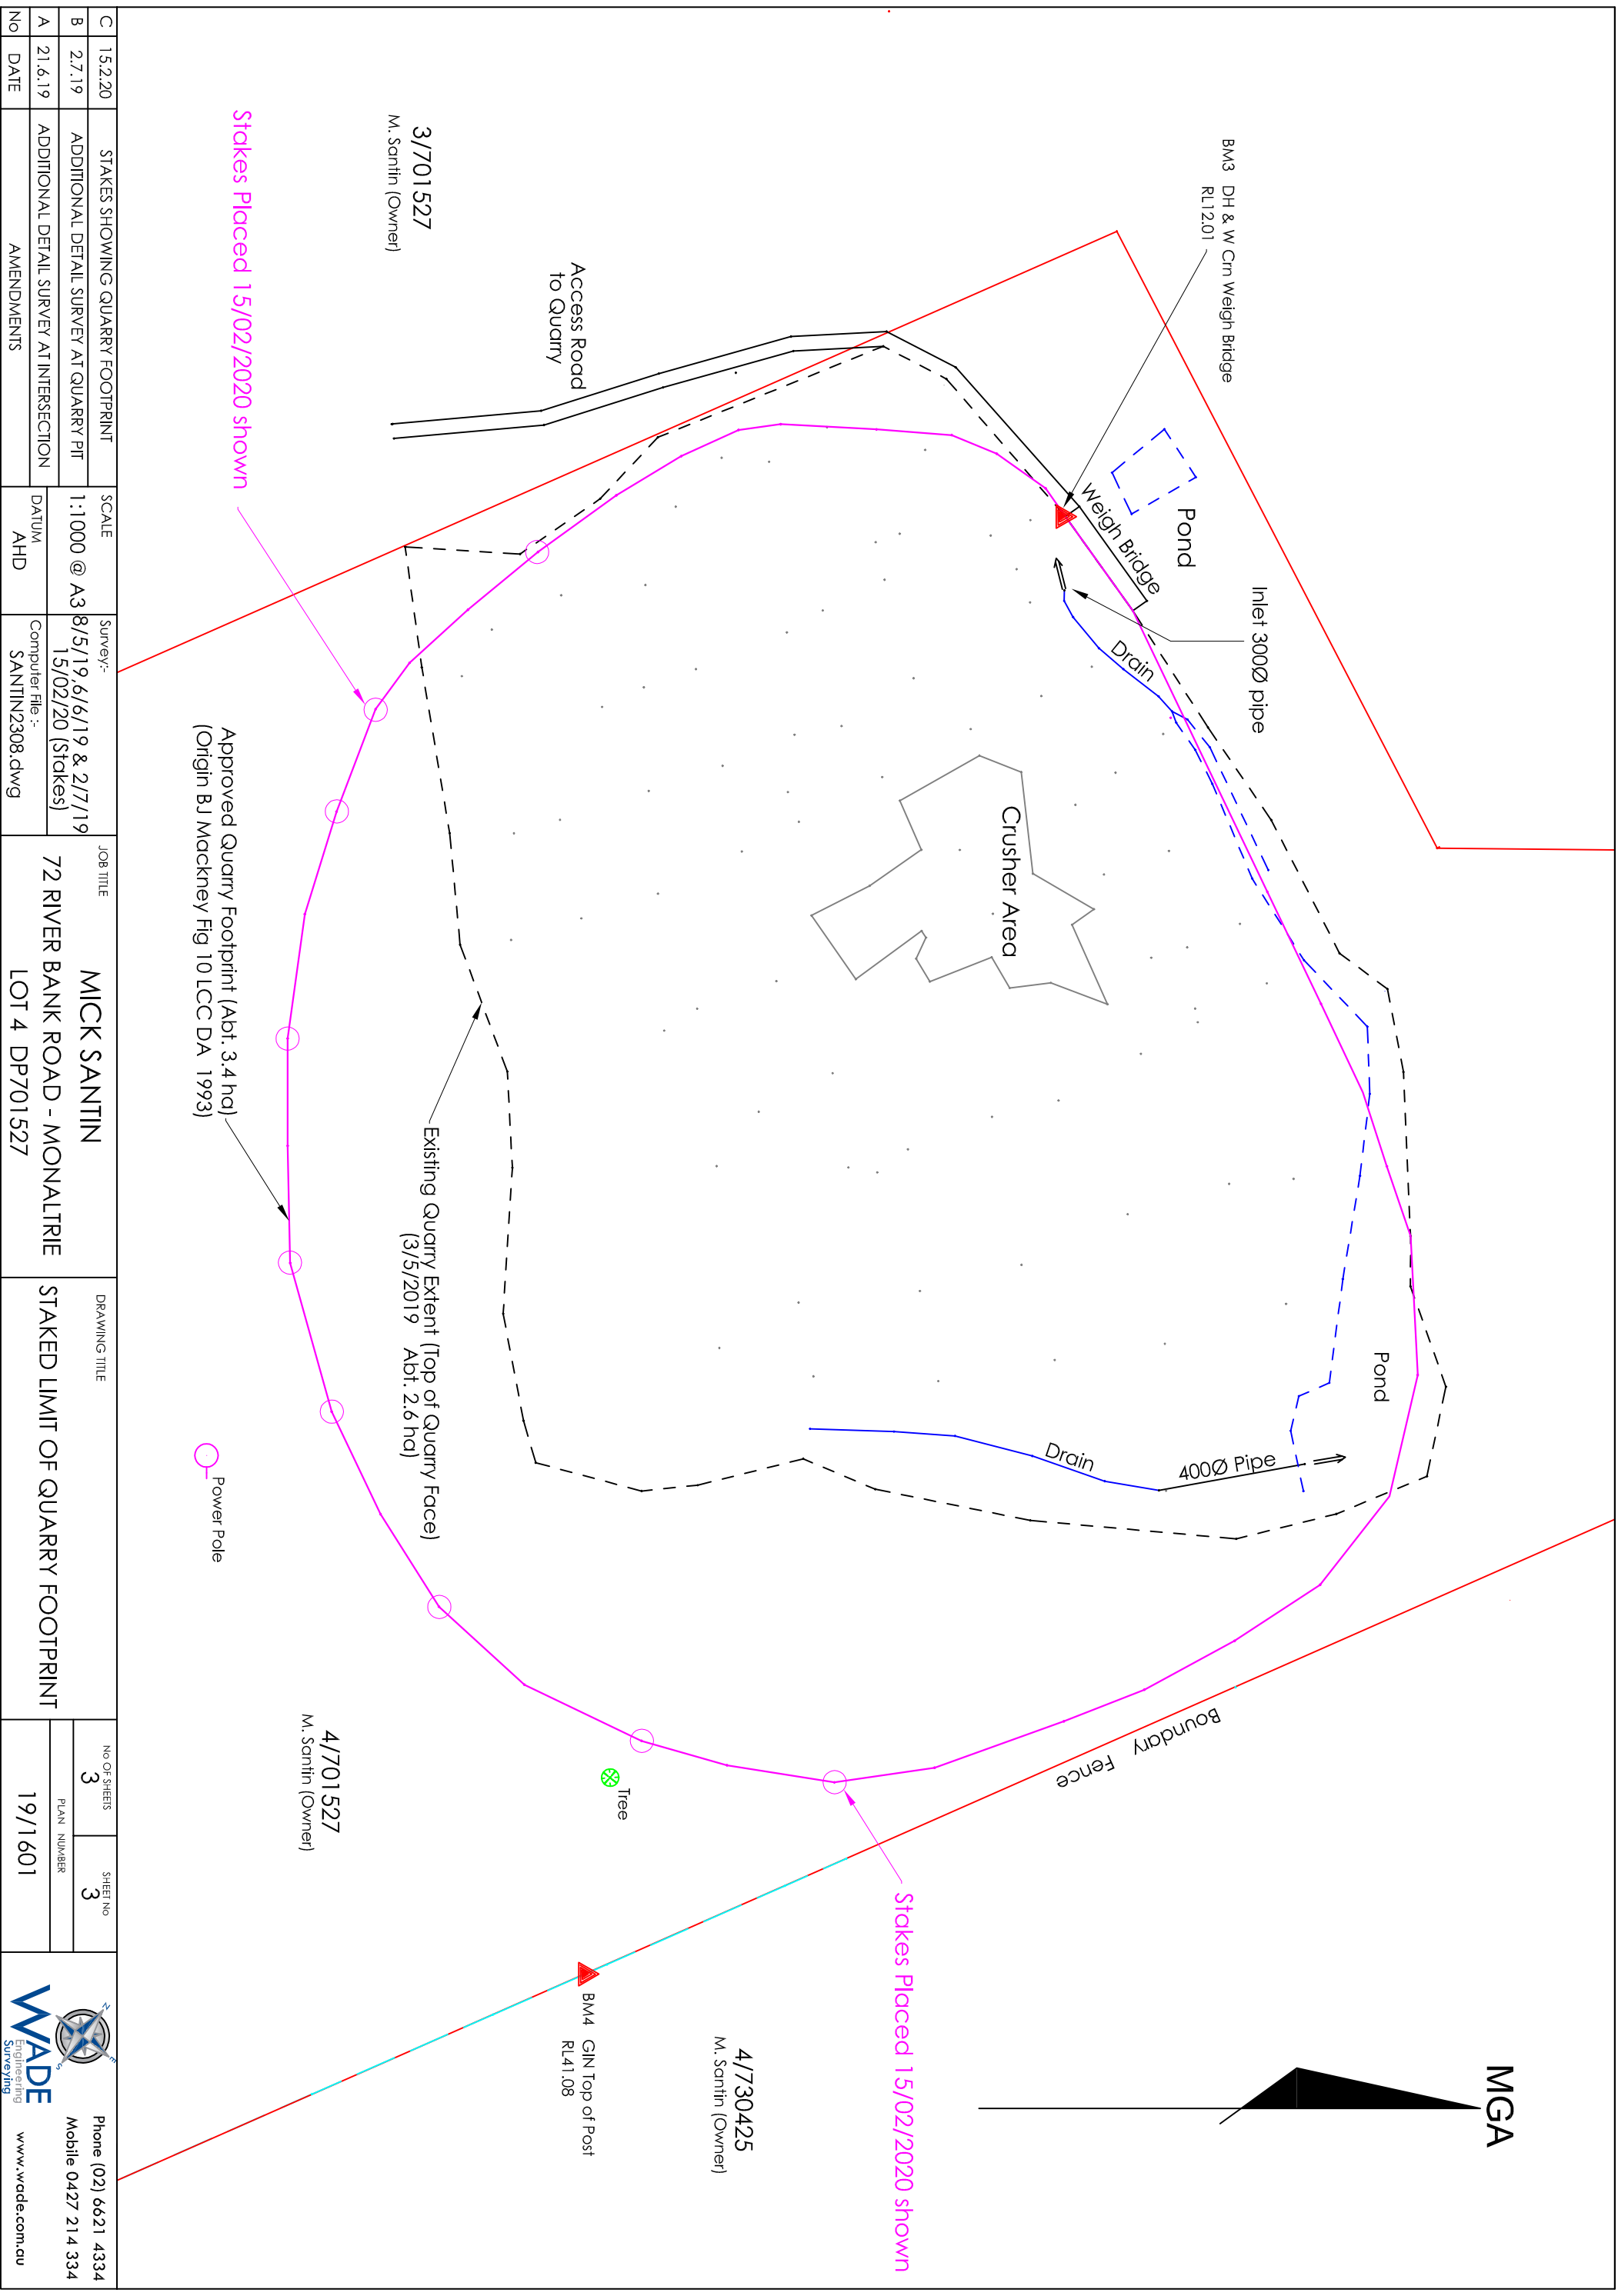 MGA
BM3 DH & W Crn Weigh Bridge
RL12.01
Pond
Weigh Bridge
Inlet 300Ø pipe
Drain
Crusher Area
Pond
400Ø Pipe
Drain
Boundary Fence
Stakes Placed 15/02/2020 shown
3/701527
M. Santin (Owner)
Access Road
to Quarry
Stakes Placed 15/02/2020 shown
Approved Quarry Footprint (Abt. 3.4 ha)
(Origin BJ Mackney Fig 10 LCC DA 1993)
Existing Quarry Extent (Top of Quarry Face)
(3/5/2019 Abt. 2.6 ha)
Power Pole
Tree
4/701527
M. Santin (Owner)
4/730425
M. Santin (Owner)
BM4 GIN Top of Post
RL41.08
C 15.2.20 STAKES SHOWING QUARRY FOOTPRINT
B 2.7.19 ADDITIONAL DETAIL SURVEY AT QUARRY PIT
A 21.6.19 ADDITIONAL DETAIL SURVEY AT INTERSECTION
No DATE AMENDMENTS
SCALE
1:1000 @ A3
DATUM
AHD
Survey:-
8/5/19,6/6/19 & 2/7/19
15/02/20 (Stakes)
Computer File :-
SANTIN2308.dwg
JOB TITLE
MICK SANTIN
72 RIVER BANK ROAD - MONALTRIE
LOT 4 DP701527
DRAWING TITLE
STAKED LIMIT OF QUARRY FOOTPRINT
No OF SHEETS
3
SHEET No
3
PLAN NUMBER
19/1601
N
S
WADE
Engineering
Surveying
Phone (02) 6621 4334
Mobile 0427 214 334
www.wade.com.au